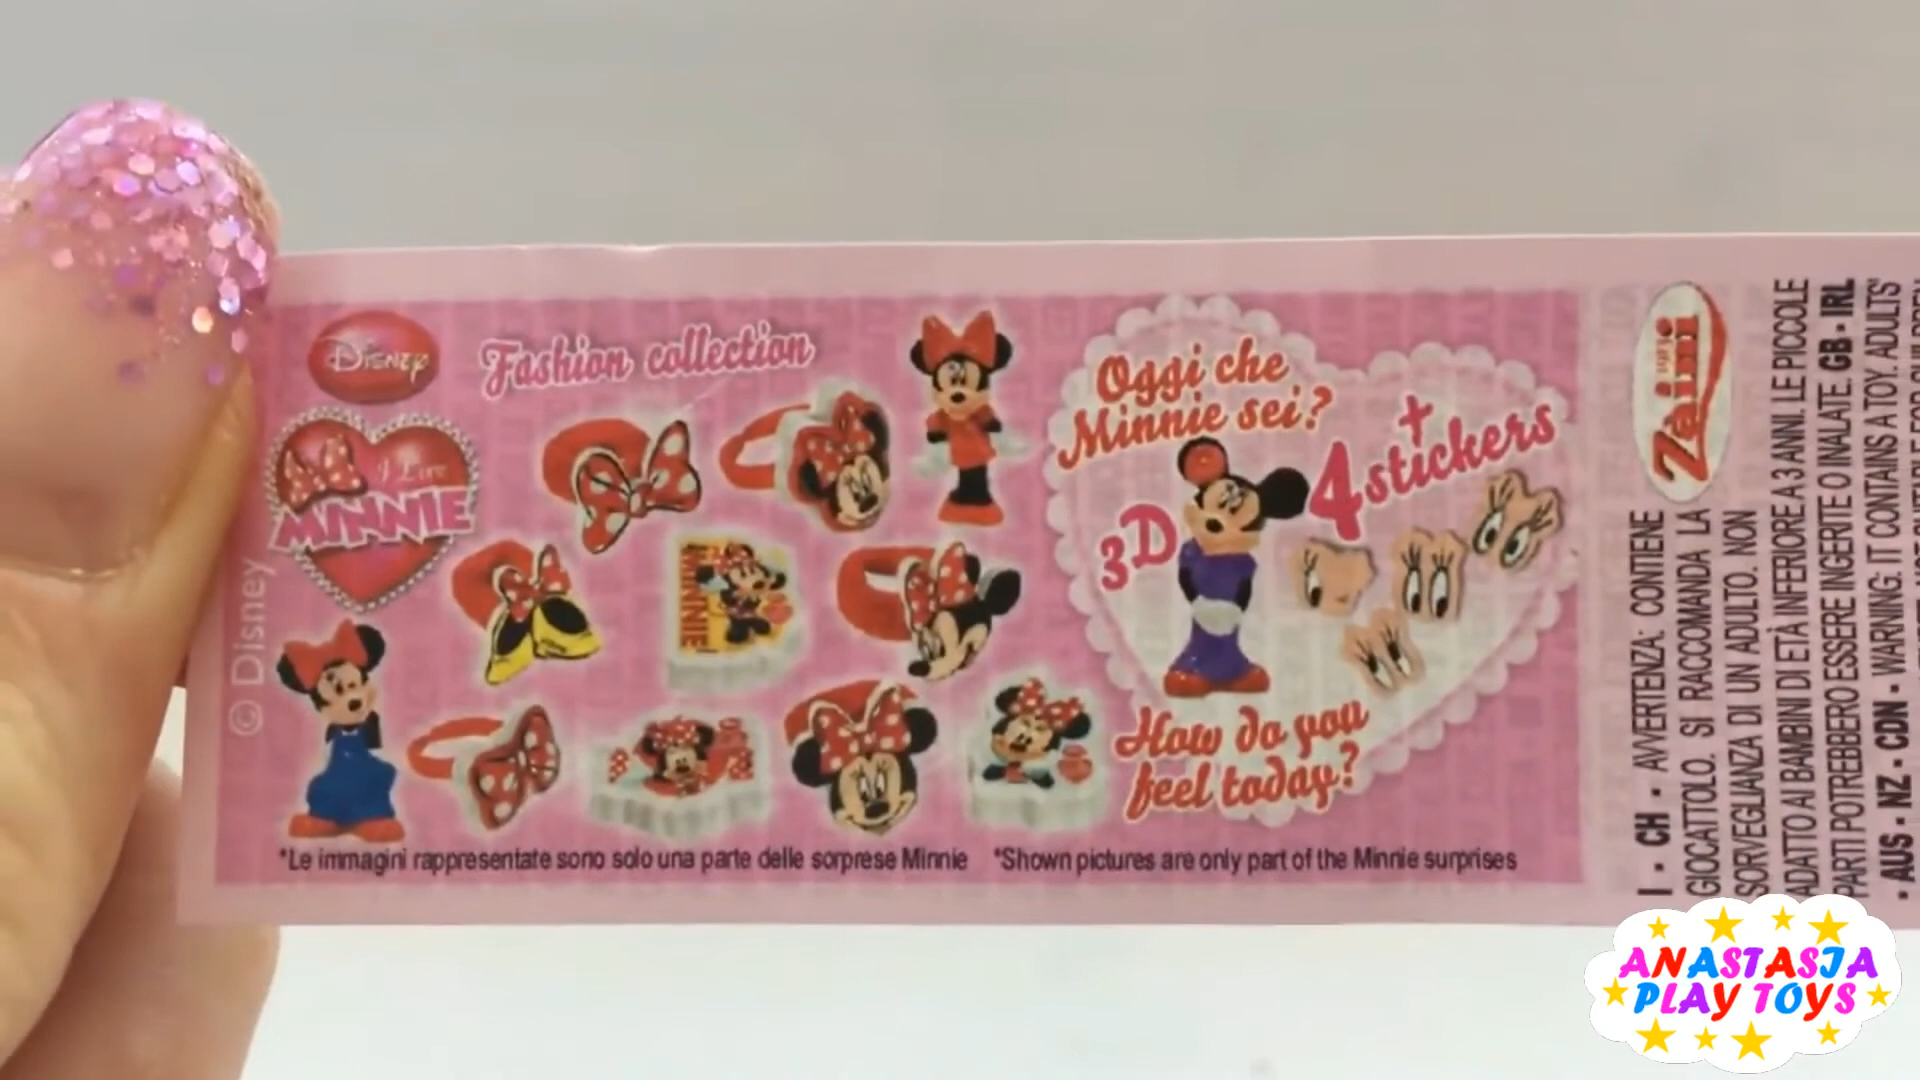 Disney
Fashion collection
I Love
MINNIE
© Disney
MINNIE
Oggi che
Minnie sei?
+
4 stickers
3D
How do you
feel today?
*Le immagini rappresentate sono solo una parte delle sorprese Minnie
*Shown pictures are only part of the Minnie surprises
Zaini
I - CH - AVVERTENZA: CONTIENE
GIOCATTOLO. SI RACCOMANDA LA
SORVEGLIANZA DI UN ADULTO. NON
ADATTO AI BAMBINI DI ETÀ INFERIORE A 3 ANNI. LE PICCOLE
PARTI POTREBBERO ESSERE INGERITE O INALATE. GB - IRL
- AUS - NZ - CDN - WARNING: IT CONTAINS A TOY. ADULTS'
ANASTASIA
PLAY TOYS